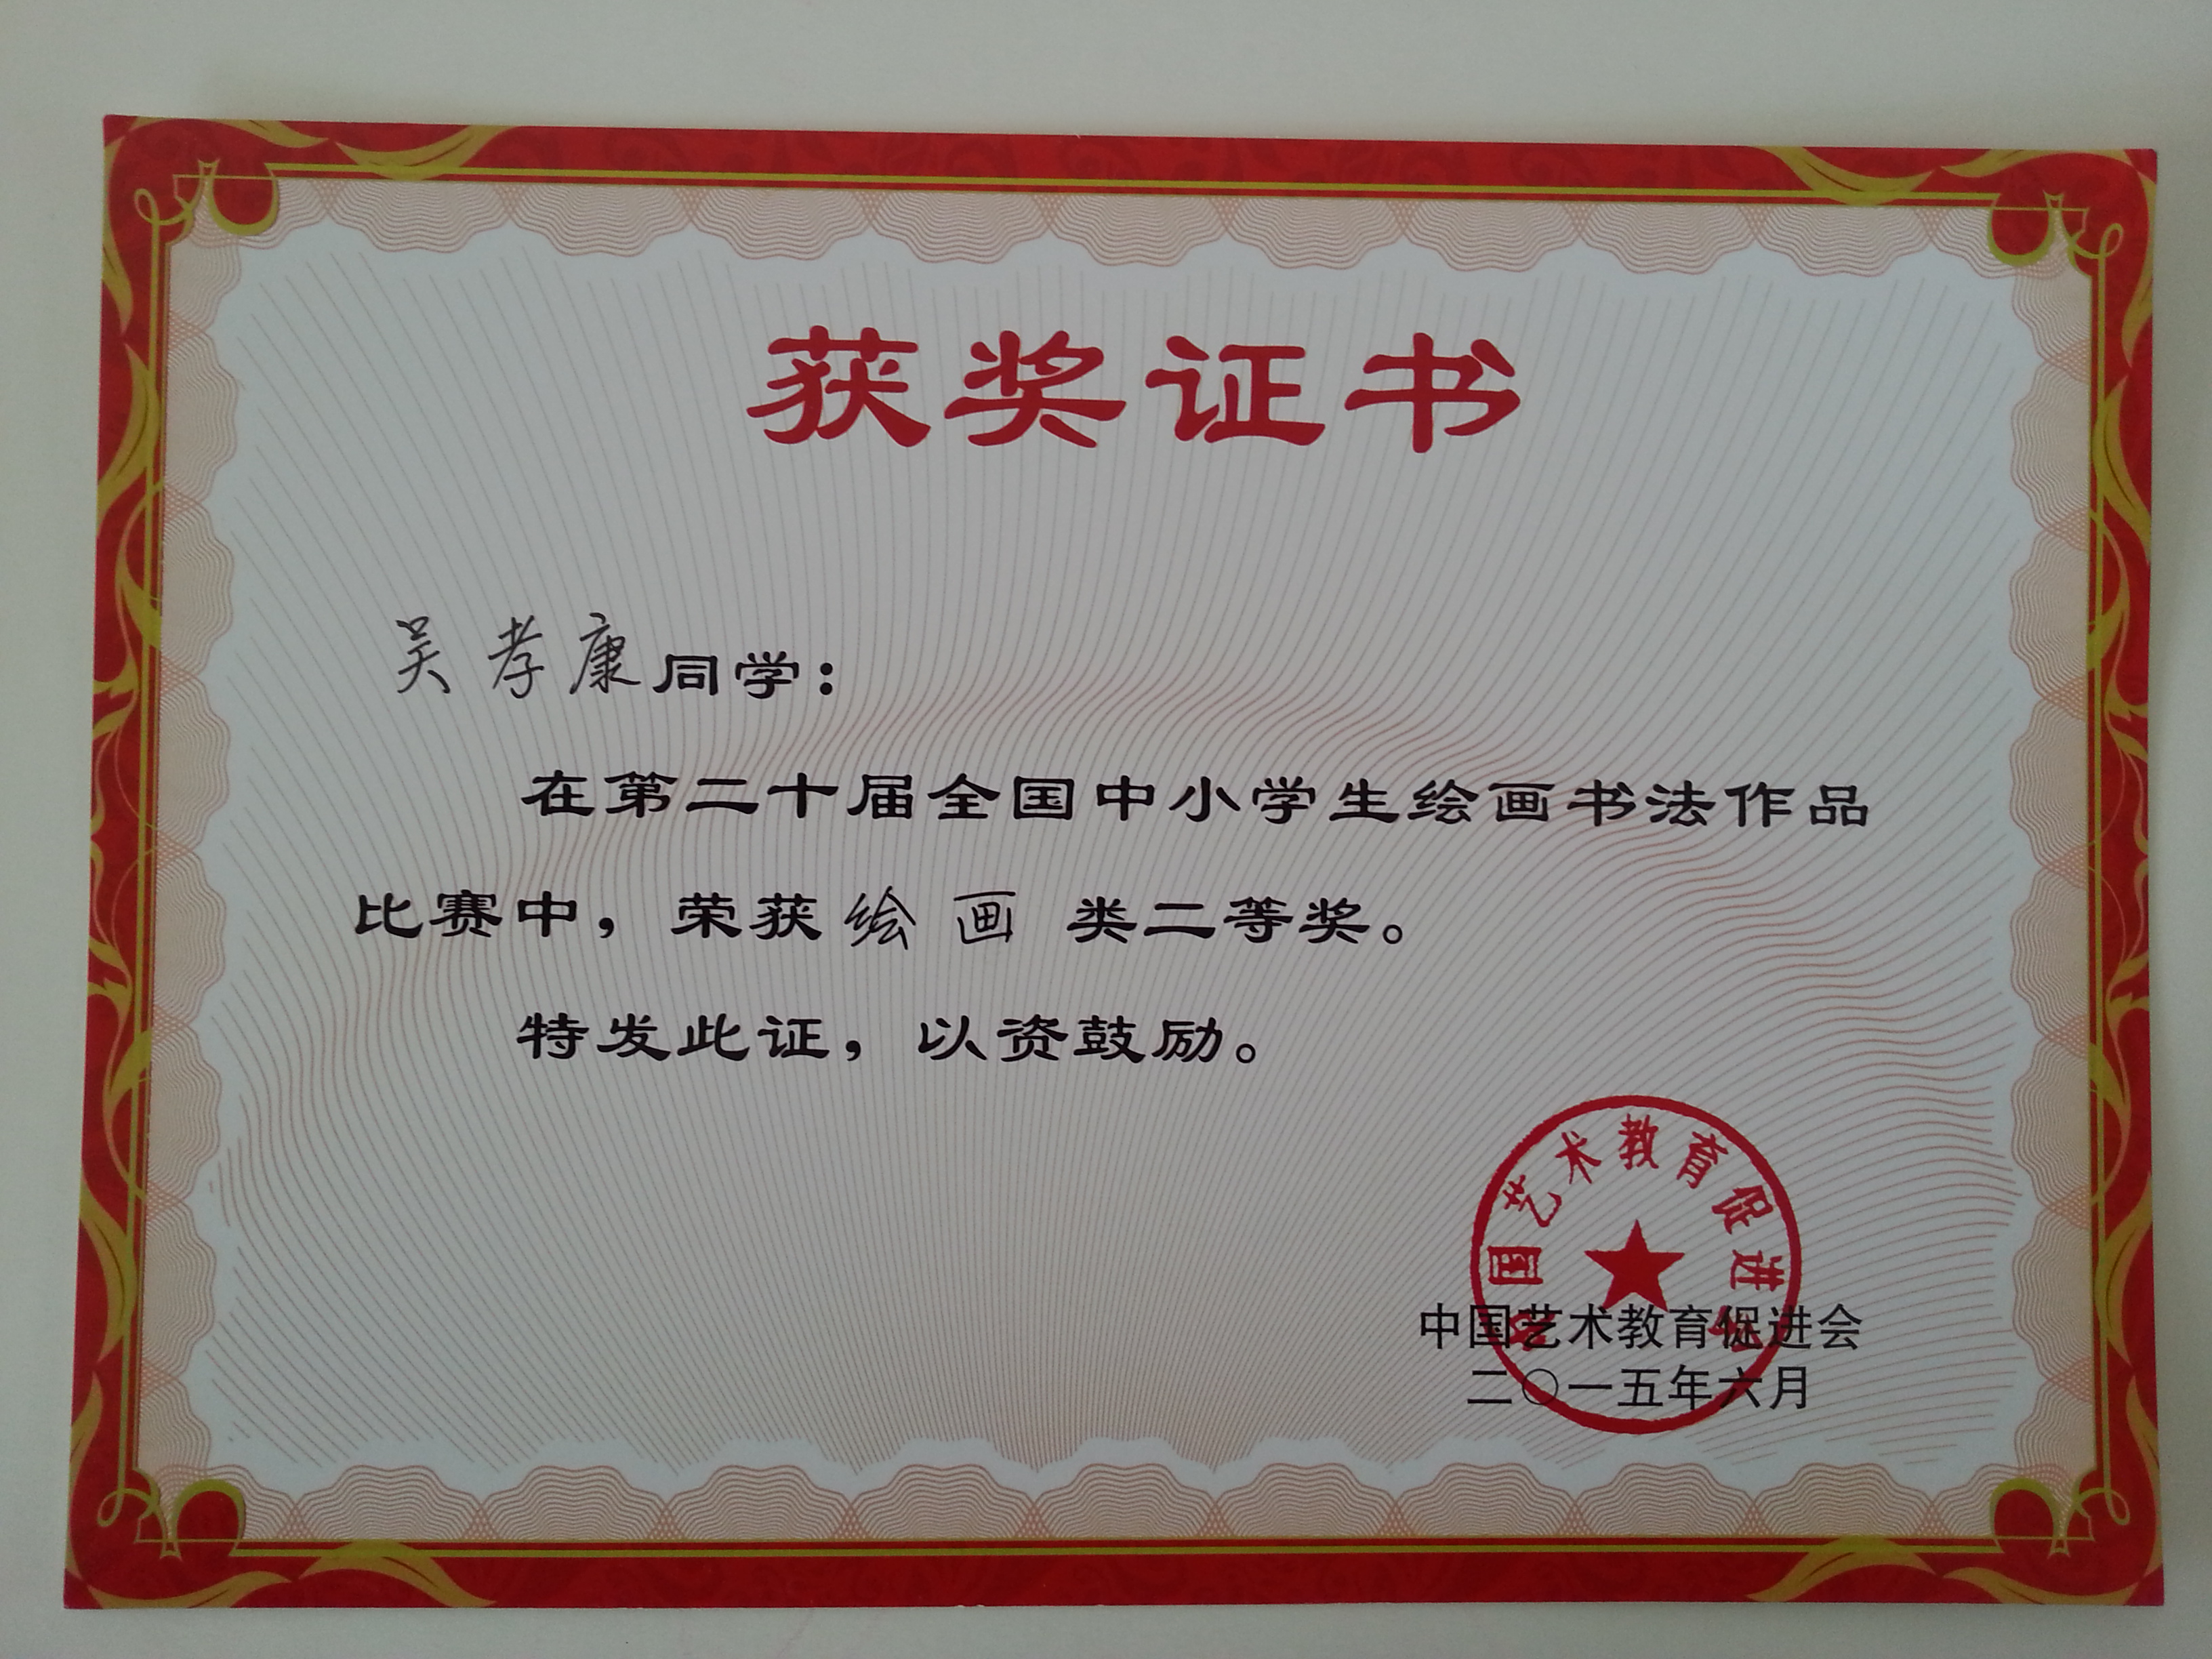 获奖证书
吴孝康同学：
在第二十届全国中小学生绘画书法作品
比赛中，荣获绘画类二等奖。
特发此证，以资鼓励。
中国艺术教育促进会
中国艺术教育促进会
二〇一五年六月